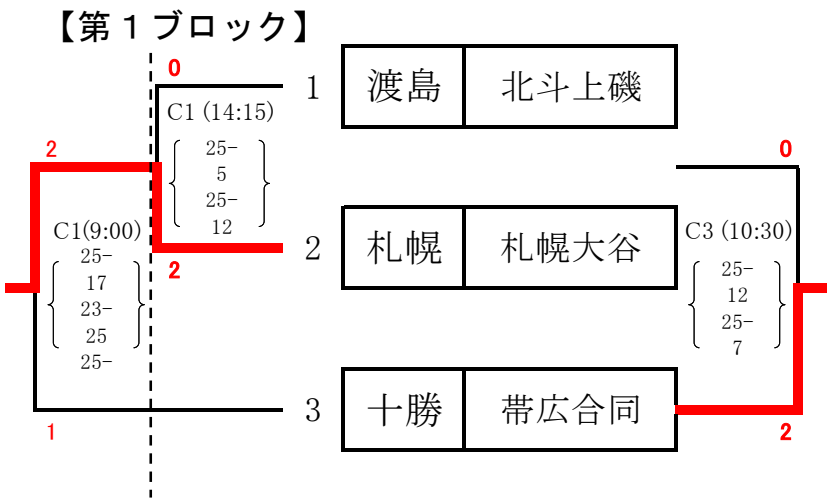 【第１ブロック】
0
1 渡島 北斗上磯
C1 (14:15)
25-
5
25-
12
2
0
C1(9:00)
25-
17
23-
25
25-
2 札幌 札幌大谷
2
C3 (10:30)
25-
12
25-
7
3 十勝 帯広合同
1
2